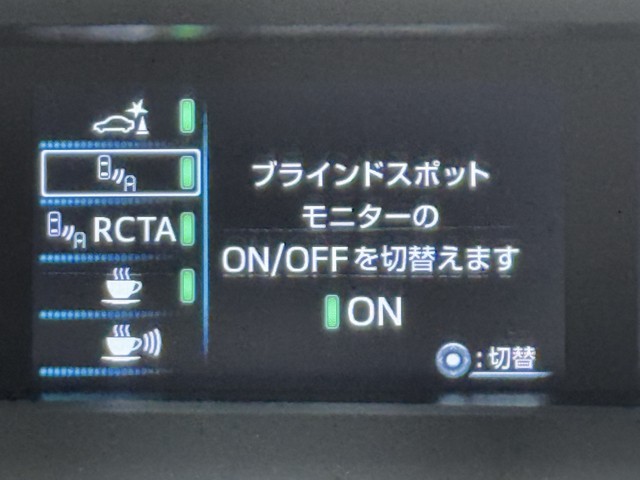 RCTA
ブラインドスポット
モニターの
ON/OFFを切替えます
ON
:切替